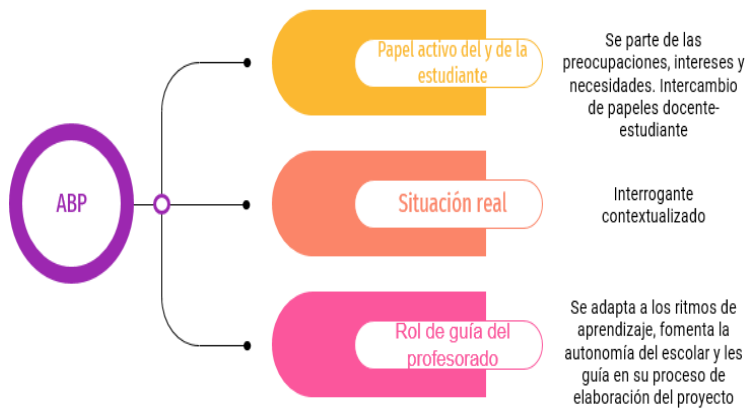 ABP
Papel activo del y de la
estudiante
Se parte de las
preocupaciones, intereses y
necesidades. Intercambio
de papeles docente-
estudiante
Situación real
Interrogante
contextualizado
Rol de guía del
profesorado
Se adapta a los ritmos de
aprendizaje, fomenta la
autonomía del escolar y les
guía en su proceso de
elaboración del proyecto